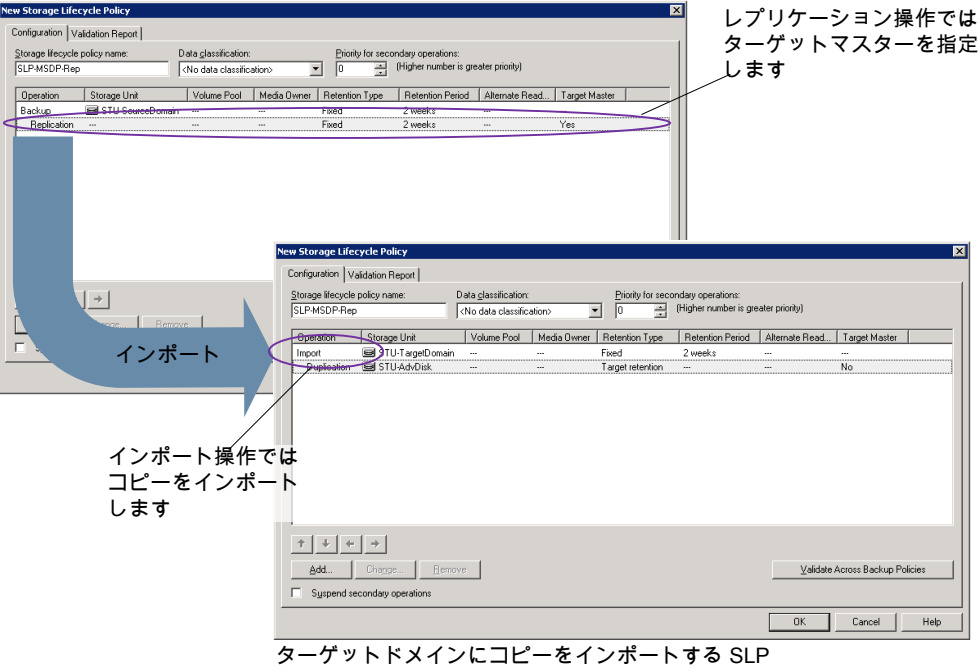 New Storage Lifecycle Policy
Configuration Validation Report
Storage lifecycle policy name: Data classification: Priority for secondary operations:
SLP-MSDP-Rep <No data classification> 0 (Higher number is greater priority)
Operation Storage Unit Volume Pool Media Owner Retention Type Retention Period Alternate Read... Target Master
Backup STU-SourceDomain --- --- Fixed 2 weeks ---
Replication --- --- --- Fixed 2 weeks --- Yes
レプリケーション操作では
ターゲットマスターを指定
します
Remove
インポート
New Storage Lifecycle Policy
Configuration Validation Report
Storage lifecycle policy name: Data classification: Priority for secondary operations:
SLP-MSDP-Rep <No data classification> 0 (Higher number is greater priority)
Operation Storage Unit Volume Pool Media Owner Retention Type Retention Period Alternate Read... Target Master
Import STU-TargetDomain --- --- Fixed 2 weeks --- ---
Duplication STU-AdvDisk --- --- Target retention --- --- No
インポート操作では
コピーをインポート
します
Add... Change... Remove Validate Across Backup Policies
Suspend secondary operations
OK Cancel Help
ターゲットドメインにコピーをインポートする SLP